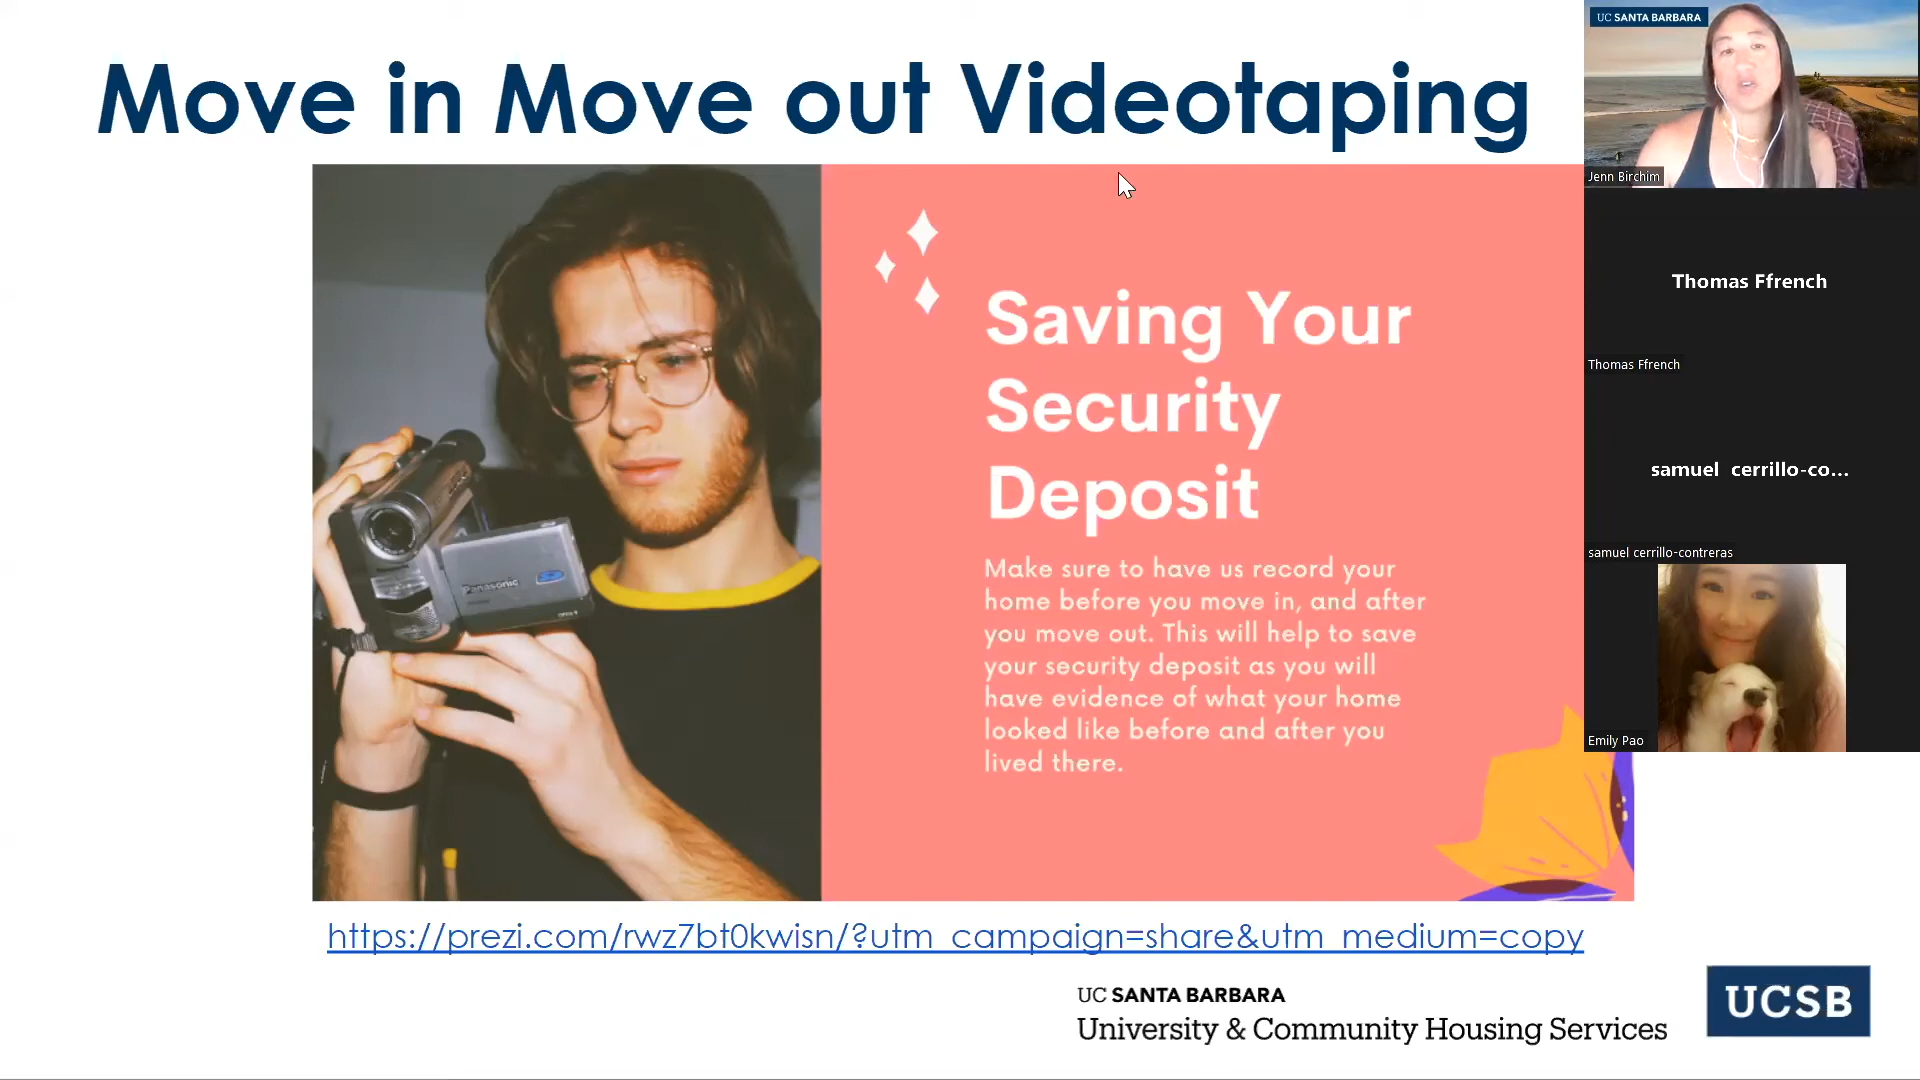 Move in Move out Videotaping
Saving Your
Security
Deposit
Make sure to have us record your
home before you move in, and after
you move out. This will help to save
your security deposit as you will
have evidence of what your home
looked like before and after you
lived there.
Panasonic
https://prezi.com/rwz7bt0kwisn/?utm_campaign=share&utm_medium=copy
UC SANTA BARBARA
University & Community Housing Services
UCSB
UC SANTA BARBARA
Jenn Birchim
Thomas Ffrench
Thomas Ffrench
samuel cerrillo-co...
samuel cerrillo-contreras
Emily Pao